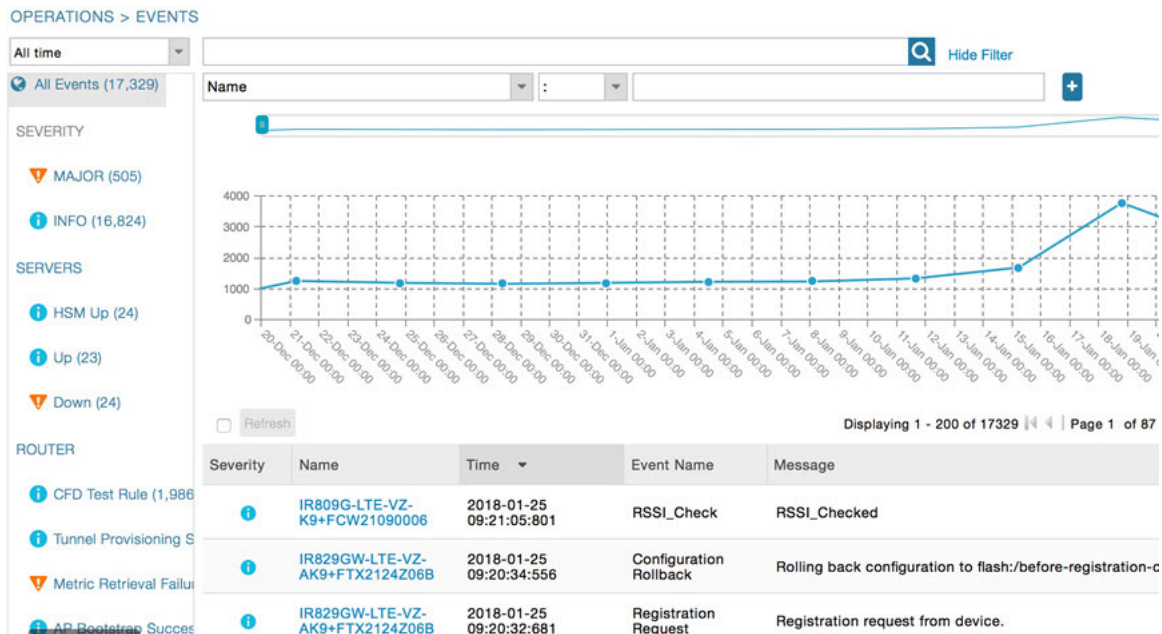 OPERATIONS > EVENTS
All time
Hide Filter
All Events (17,329)
Name :
SEVERITY
MAJOR (505)
INFO (16,824)
SERVERS
HSM Up (24)
Up (23)
Down (24)
ROUTER
CFD Test Rule (1,986
Tunnel Provisioning S
Metric Retrieval Failu
AP Bootstrap Succes
4000
3000
2000
1000
0
20-Dec 00:00
21-Dec 00:00
22-Dec 00:00
23-Dec 00:00
24-Dec 00:00
25-Dec 00:00
26-Dec 00:00
27-Dec 00:00
28-Dec 00:00
29-Dec 00:00
30-Dec 00:00
31-Dec 00:00
1-Jan 00:00
2-Jan 00:00
3-Jan 00:00
4-Jan 00:00
5-Jan 00:00
6-Jan 00:00
7-Jan 00:00
8-Jan 00:00
9-Jan 00:00
10-Jan 00:00
11-Jan 00:00
12-Jan 00:00
13-Jan 00:00
14-Jan 00:00
15-Jan 00:00
16-Jan 00:00
17-Jan 00:00
18-Jan 00:00
19-Jan 0
Refresh
Displaying 1 - 200 of 17329 Page 1 of 87
Severity Name Time Event Name Message
IR809G-LTE-VZ-
K9+FCW21090006
2018-01-25
09:21:05:801
RSSI_Check
RSSI_Checked
IR829GW-LTE-VZ-
AK9+FTX2124Z06B
2018-01-25
09:20:34:556
Configuration
Rollback
Rolling back configuration to flash:/before-registration-c
IR829GW-LTE-VZ-
AK9+FTX2124Z06B
2018-01-25
09:20:32:681
Registration
Request
Registration request from device.